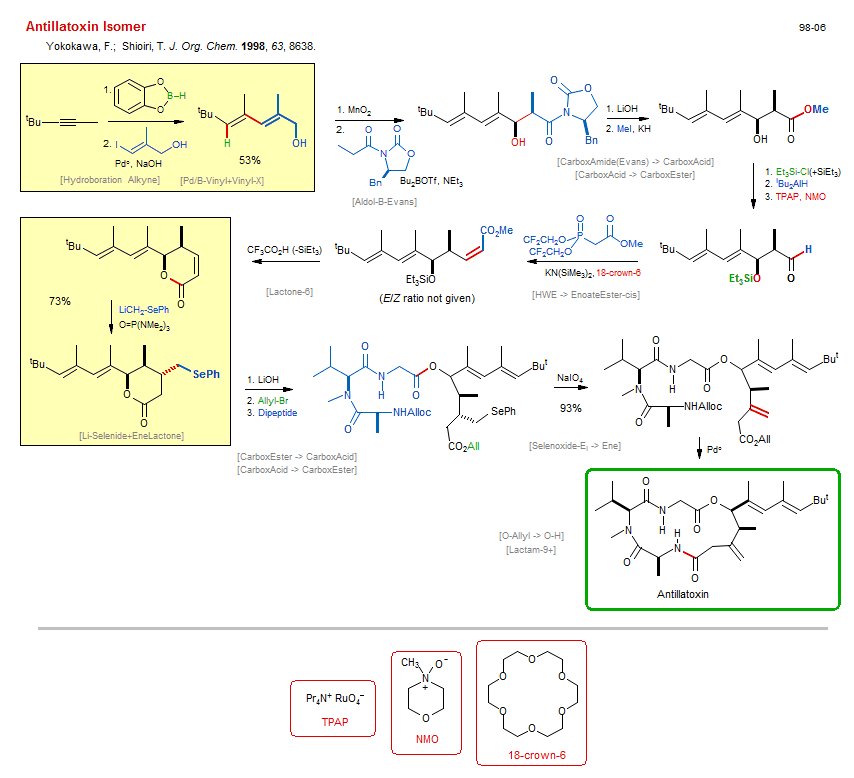 Antillatoxin Isomer
98-06
Yokokawa, F.; Shioiri, T. J. Org. Chem. 1998, 63, 8638.
1.
O
B-H
O
tBu
2.
I
OH
Pd°, NaOH
[Hydroboration Alkyne]
tBu
H
OH
53%
[Pd/B-Vinyl+Vinyl-X]
1. MnO2
2.
O
O
N
O
Bn
Bu2BOTf, NEt3
[Aldol-B-Evans]
tBu
OH
O
O
N
O
Bn
1. LiOH
2. MeI, KH
[CarboxAmide(Evans) -> CarboxAcid]
[CarboxAcid -> CarboxEster]
tBu
OH
O
OMe
1. Et3Si-Cl(+SiEt3)
2. iBu2AlH
3. TPAP, NMO
tBu
Et3SiO
O
H
CF3CH2O
CF3CH2O
O
P
O
OMe
KN(SiMe3)2, 18-crown-6
[HWE -> EnoateEster-cis]
tBu
Et3SiO
CO2Me
(E/Z ratio not given)
CF3CO2H (-SiEt3)
[Lactone-6]
tBu
O
O
73%
LiCH2-SePh
O=P(NMe2)3
tBu
O
O
SePh
[Li-Selenide+EneLactone]
1. LiOH
2. Allyl-Br
3. Dipeptide
[CarboxEster -> CarboxAcid]
[CarboxAcid -> CarboxEster]
O
N
H
O
O
But
N
O
NHAlloc
SePh
CO2All
NaIO4
93%
[Selenoxide-Ei -> Ene]
O
N
H
O
O
But
N
O
NHAlloc
CO2All
Pd°
[O-Allyl -> O-H]
[Lactam-9+]
O
N
H
O
O
But
N
O
H
N
O
Antillatoxin
Pr4N+ RuO4−
TPAP
CH3
O−
N
+
O
NMO
O
O
O
O
O
O
18-crown-6